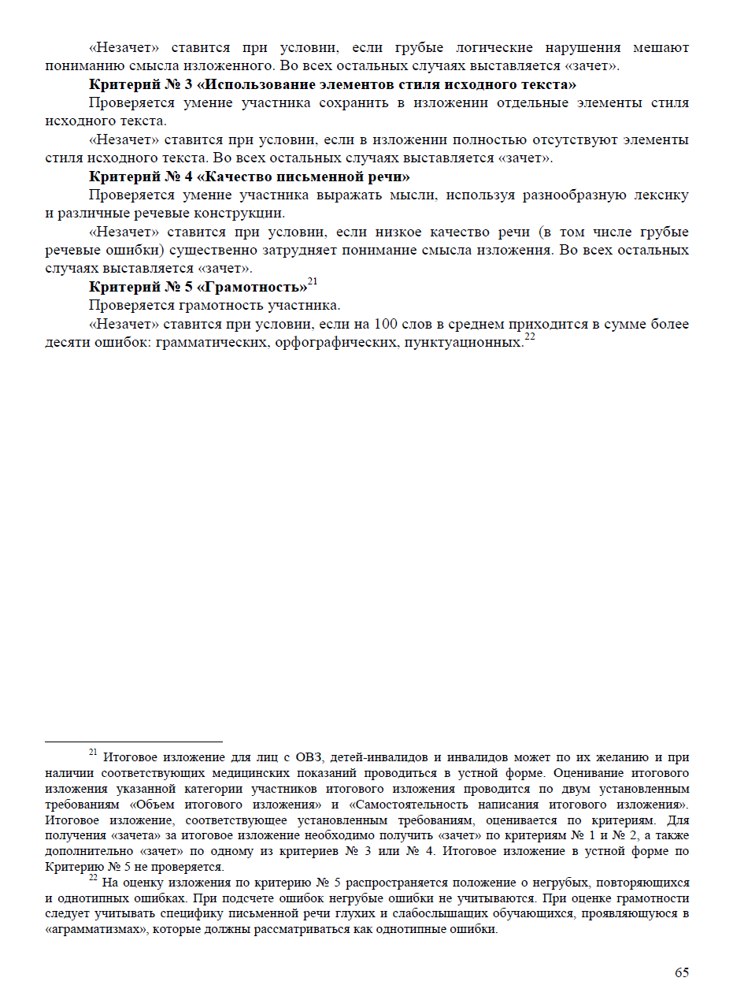 «Незачет» ставится при условии, если грубые логические нарушения мешают
пониманию смысла изложенного. Во всех остальных случаях выставляется «зачет».
Критерий № 3 «Использование элементов стиля исходного текста»
Проверяется умение участника сохранить в изложении отдельные элементы стиля
исходного текста.
«Незачет» ставится при условии, если в изложении полностью отсутствуют элементы
стиля исходного текста. Во всех остальных случаях выставляется «зачет».
Критерий № 4 «Качество письменной речи»
Проверяется умение участника выражать мысли, используя разнообразную лексику
и различные речевые конструкции.
«Незачет» ставится при условии, если низкое качество речи (в том числе грубые
речевые ошибки) существенно затрудняет понимание смысла изложения. Во всех остальных
случаях выставляется «зачет».
Критерий № 5 «Грамотность»21
Проверяется грамотность участника.
«Незачет» ставится при условии, если на 100 слов в среднем приходится в сумме более
десяти ошибок: грамматических, орфографических, пунктуационных.22
21 Итоговое изложение для лиц с ОВЗ, детей-инвалидов и инвалидов может по их желанию и при
наличии соответствующих медицинских показаний проводиться в устной форме. Оценивание итогового
изложения указанной категории участников итогового изложения проводится по двум установленным
требованиям «Объем итогового изложения» и «Самостоятельность написания итогового изложения».
Итоговое изложение, соответствующее установленным требованиям, оценивается по критериям. Для
получения «зачета» за итоговое изложение необходимо получить «зачет» по критериям № 1 и № 2, а также
дополнительно «зачет» по одному из критериев № 3 или № 4. Итоговое изложение в устной форме по
Критерию № 5 не проверяется.
22 На оценку изложения по критерию № 5 распространяется положение о негрубых, повторяющихся
и однотипных ошибках. При подсчете ошибок негрубые ошибки не учитываются. При оценке грамотности
следует учитывать специфику письменной речи глухих и слабослышащих обучающихся, проявляющуюся в
«аграмматизмах», которые должны рассматриваться как однотипные ошибки.
65